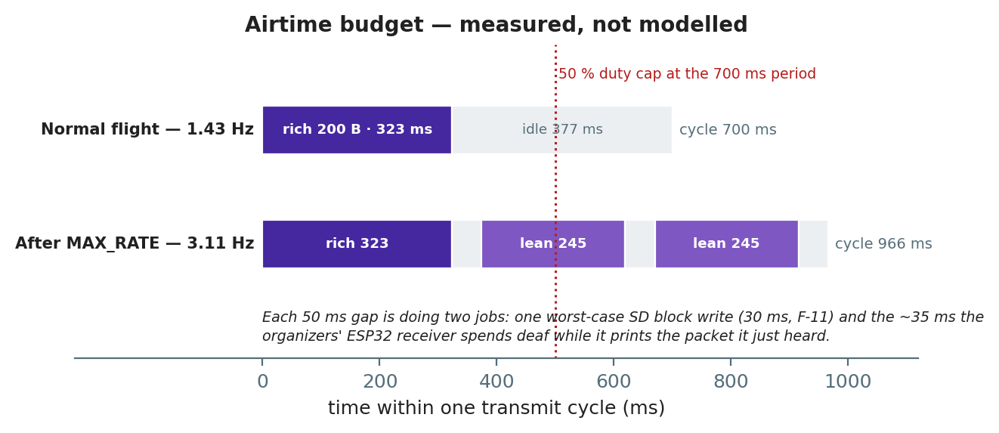 Airtime budget — measured, not modelled
50 % duty cap at the 700 ms period
Normal flight — 1.43 Hz
rich 200 B · 323 ms
idle 377 ms
cycle 700 ms
After MAX_RATE — 3.11 Hz
rich 323
lean 245
lean 245
cycle 966 ms
Each 50 ms gap is doing two jobs: one worst-case SD block write (30 ms, F-11) and the ~35 ms the
organizers' ESP32 receiver spends deaf while it prints the packet it just heard.
0 200 400 600 800 1000
time within one transmit cycle (ms)